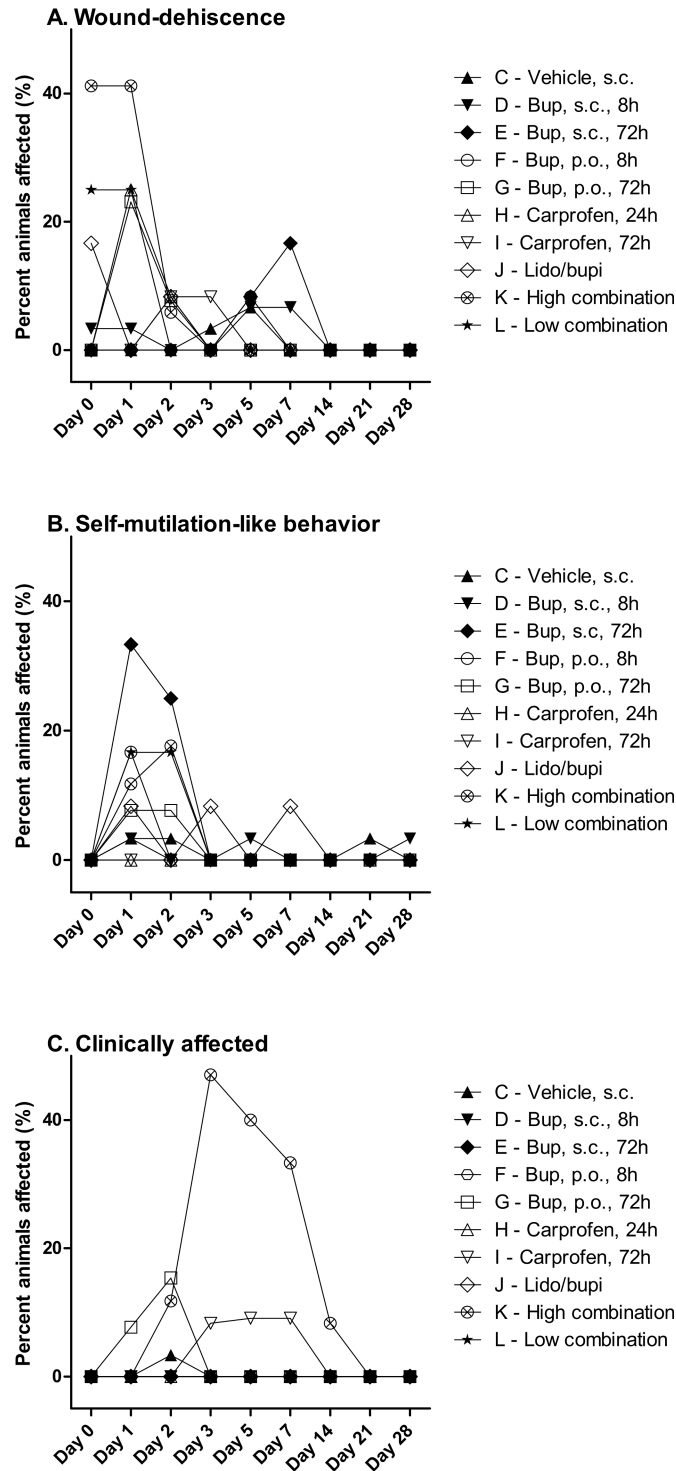 A. Wound-dehiscence
Percent animals affected (%)
40
20
0
Day 0
Day 1
Day 2
Day 3
Day 5
Day 7
Day 14
Day 21
Day 28
C - Vehicle, s.c.
D - Bup, s.c., 8h
E - Bup, s.c., 72h
F - Bup, p.o., 8h
G - Bup, p.o., 72h
H - Carprofen, 24h
I - Carprofen, 72h
J - Lido/bupi
K - High combination
L - Low combination
B. Self-mutilation-like behavior
Percent animals affected (%)
40
20
0
Day 0
Day 1
Day 2
Day 3
Day 5
Day 7
Day 14
Day 21
Day 28
C - Vehicle, s.c.
D - Bup, s.c., 8h
E - Bup, s.c, 72h
F - Bup, p.o., 8h
G - Bup, p.o., 72h
H - Carprofen, 24h
I - Carprofen, 72h
J - Lido/bupi
K - High combination
L - Low combination
C. Clinically affected
Percent animals affected (%)
40
20
0
Day 0
Day 1
Day 2
Day 3
Day 5
Day 7
Day 14
Day 21
Day 28
C - Vehicle, s.c.
D - Bup, s.c., 8h
E - Bup, s.c., 72h
F - Bup, p.o., 8h
G - Bup, p.o., 72h
H - Carprofen, 24h
I - Carprofen, 72h
J - Lido/bupi
K - High combination
L - Low combination